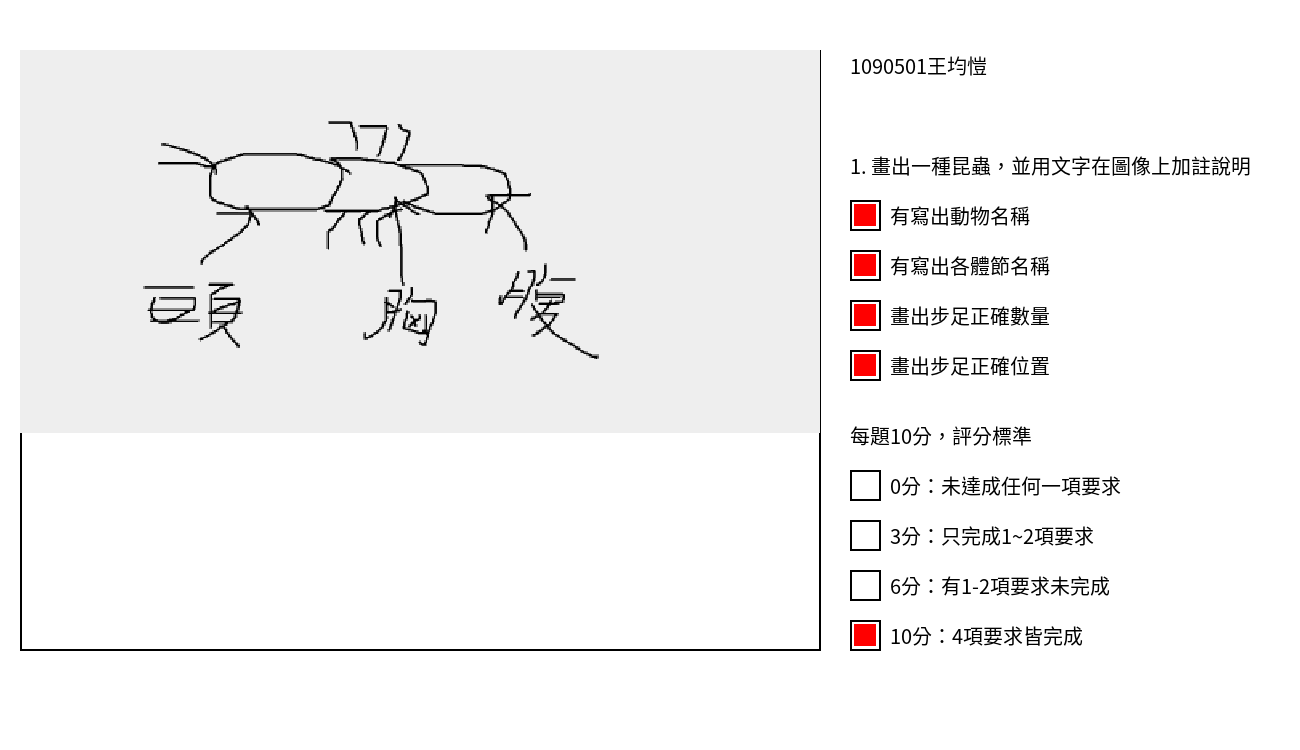 1090501王均愷
1. 畫出一種昆蟲，並用文字在圖像上加註說明
有寫出動物名稱
有寫出各體節名稱
畫出步足正確數量
畫出步足正確位置
每題10分，評分標準
0分：未達成任何一項要求
3分：只完成1~2項要求
6分：有1-2項要求未完成
10分：4項要求皆完成
頭 胸 腹